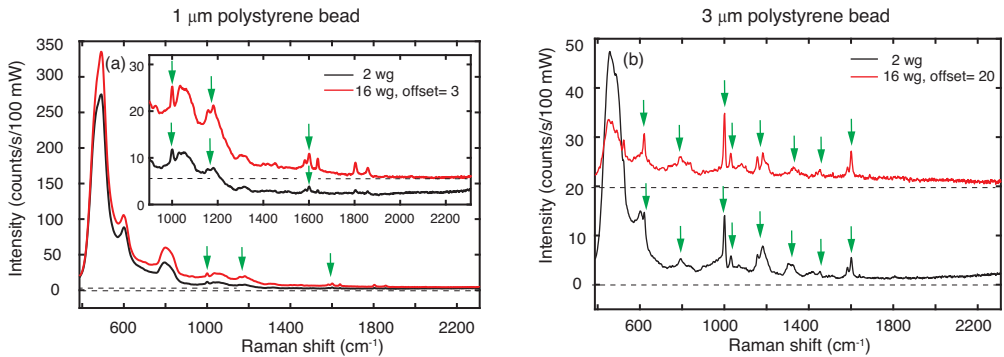 1 μm polystyrene bead
3 μm polystyrene bead
Intensity (counts/s/100 mW)
350
300
250
200
150
100
50
0
(a)
30
20
10
0
2 wg
16 wg, offset= 3
1000 1200 1400 1600 1800 2000 2200
600 1000 1400 1800 2200
Raman shift (cm⁻¹)
Intensity (counts/s/100 mW)
50
40
30
20
10
0
(b)
2 wg
16 wg, offset= 20
600 1000 1400 1800 2200
Raman shift (cm⁻¹)